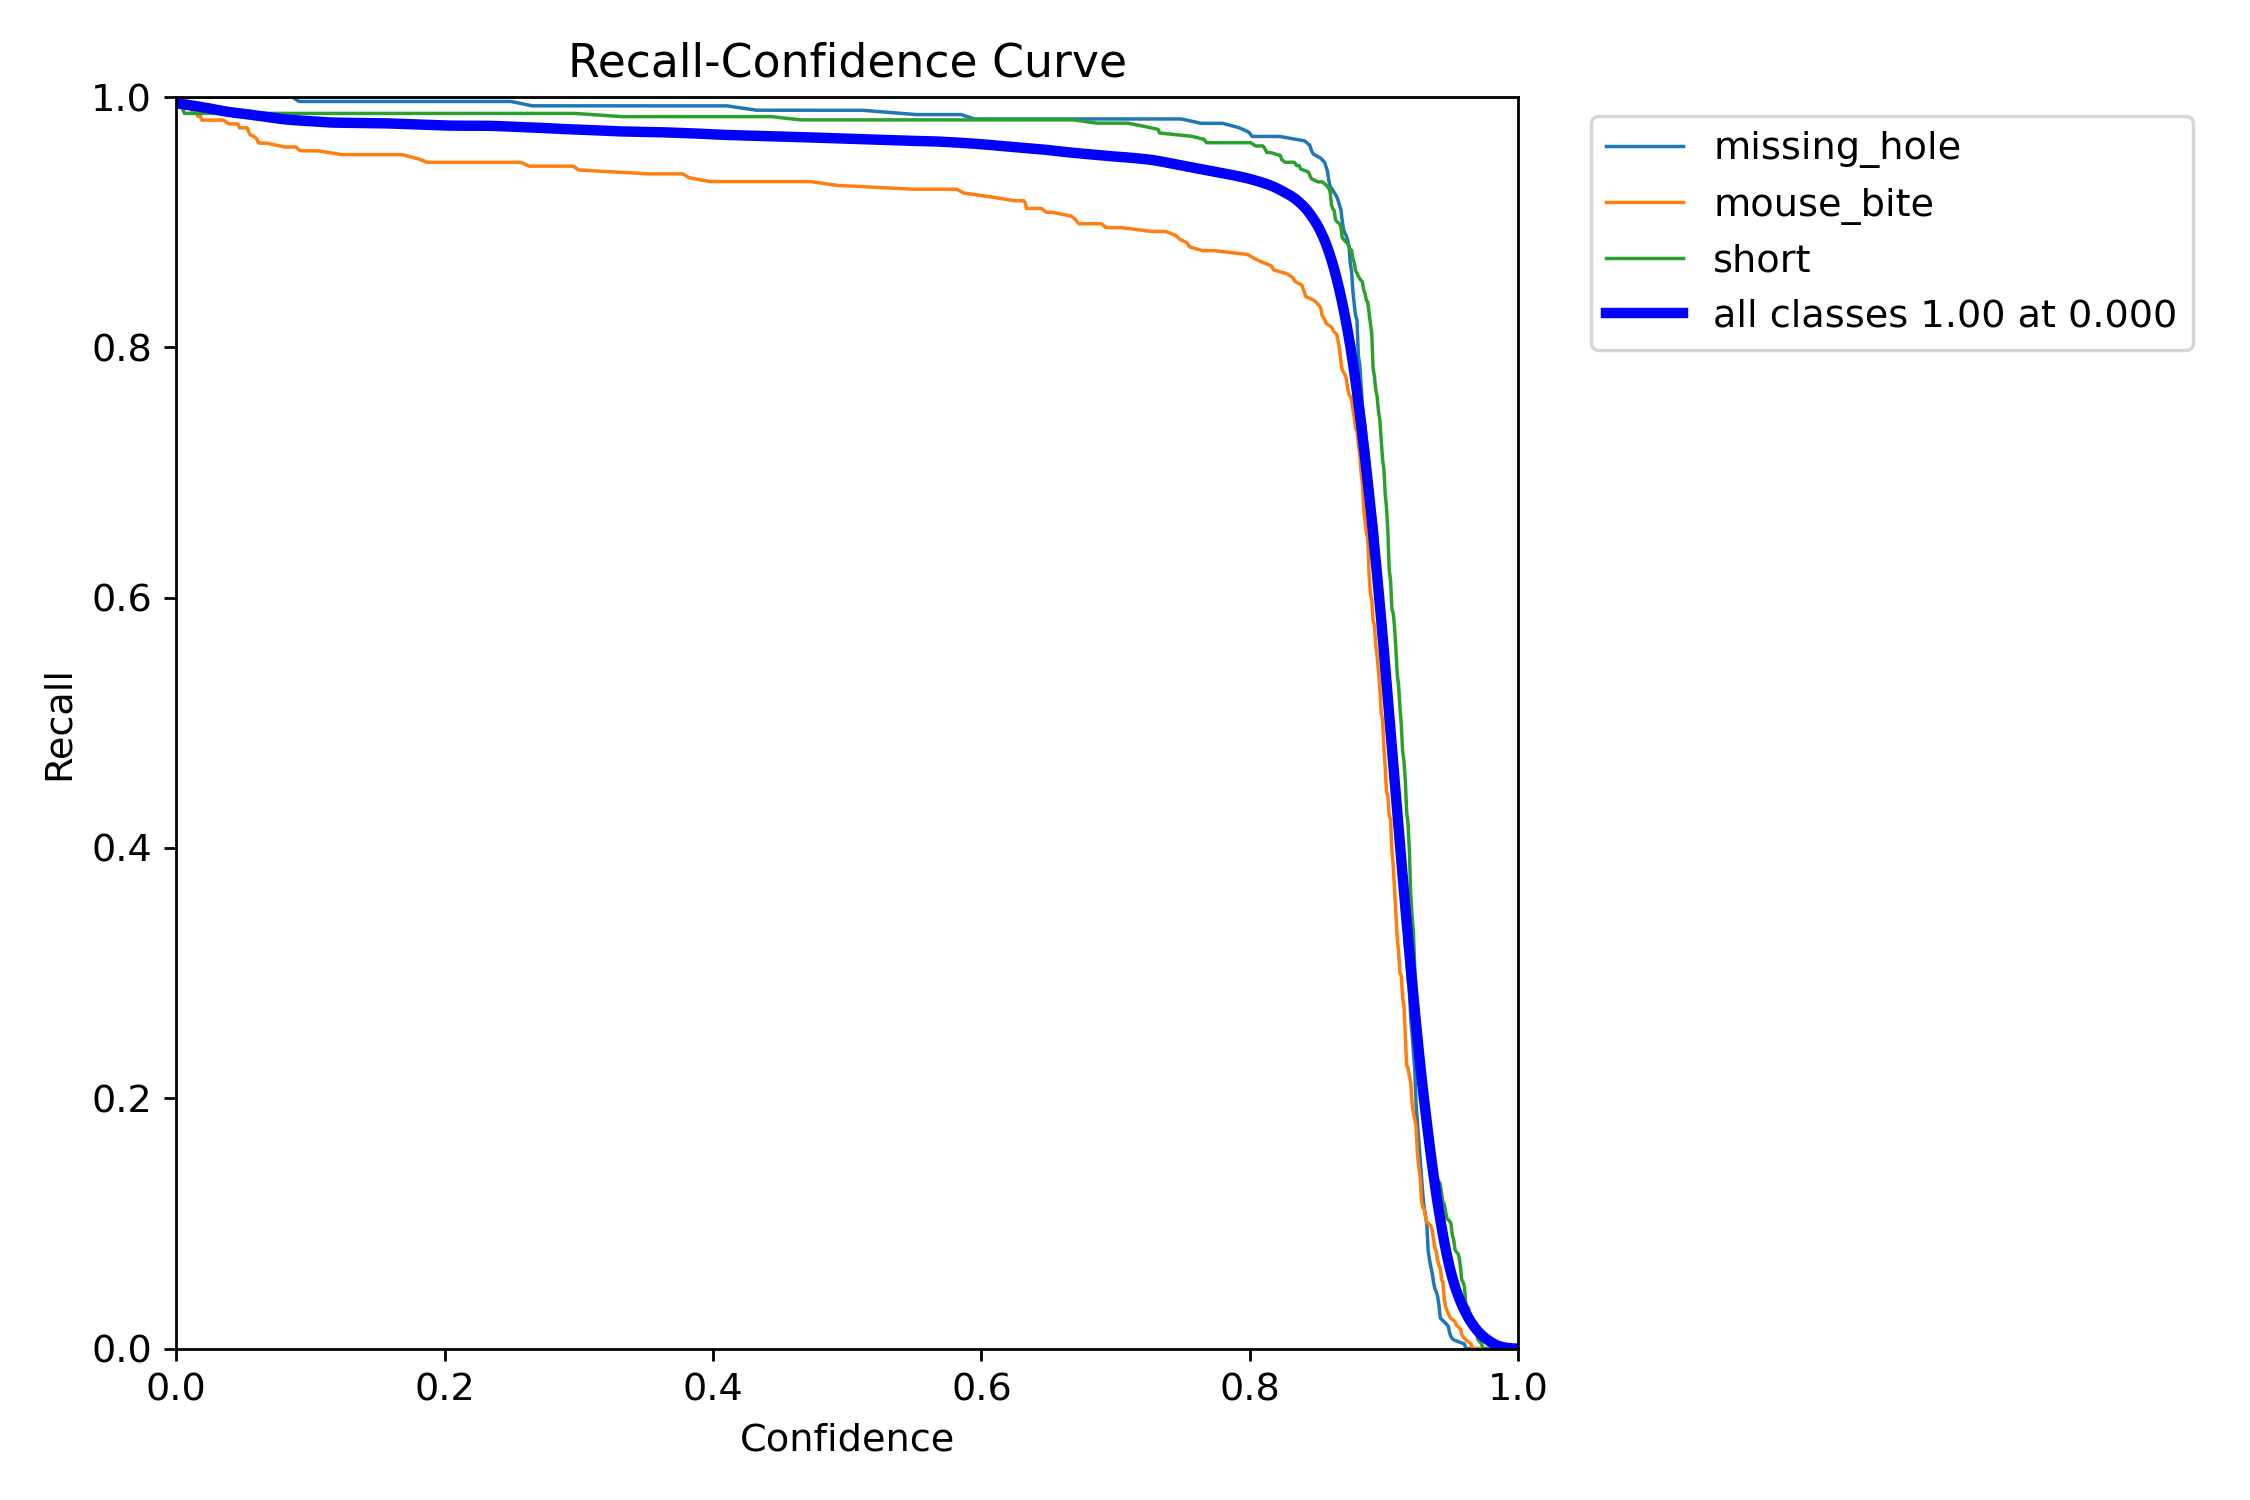 Recall-Confidence Curve
1.0
0.8
0.6
0.4
0.2
0.0
Recall
0.0 0.2 0.4 0.6 0.8 1.0
Confidence
missing_hole
mouse_bite
short
all classes 1.00 at 0.000